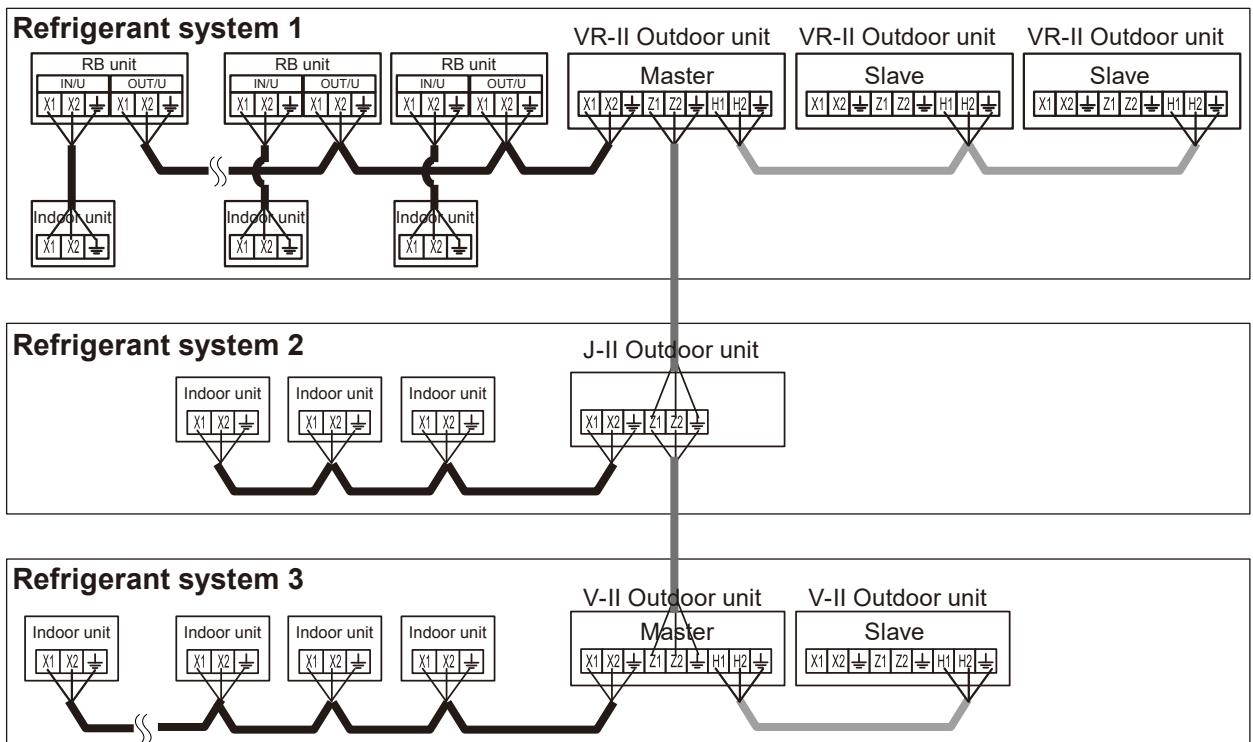 Refrigerant system 1
VR-II Outdoor unit VR-II Outdoor unit VR-II Outdoor unit
RB unit RB unit RB unit
IN/U OUT/U IN/U OUT/U IN/U OUT/U
Master Slave Slave
X1 X2 X1 X2 X1 X2 X1 X2 X1 X2 X1 X2 X1 X2 Z1 Z2 H1 H2 X1 X2 Z1 Z2 H1 H2 X1 X2 Z1 Z2 H1 H2
Indoor unit Indoor unit Indoor unit
X1 X2 X1 X2 X1 X2
Refrigerant system 2
J-II Outdoor unit
Indoor unit Indoor unit Indoor unit
X1 X2 X1 X2 X1 X2 X1 X2 Z1 Z2
Refrigerant system 3
V-II Outdoor unit V-II Outdoor unit
Indoor unit Indoor unit Indoor unit Indoor unit Master Slave
X1 X2 X1 X2 X1 X2 X1 X2 X1 X2 Z1 Z2 H1 H2 X1 X2 Z1 Z2 H1 H2